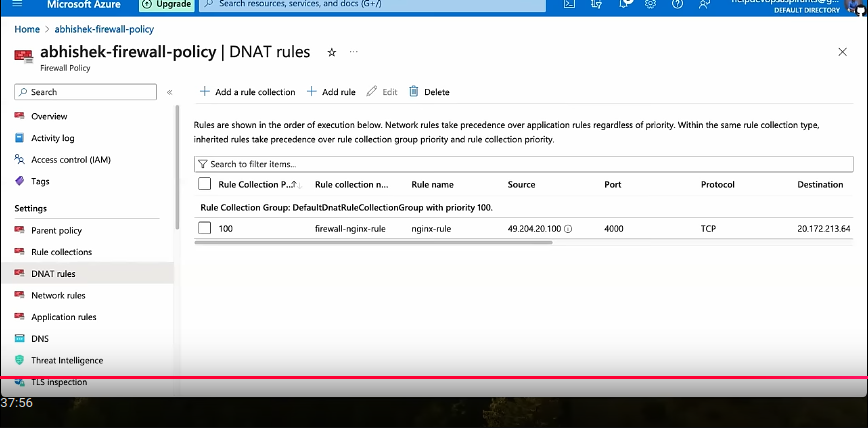 Microsoft Azure
Upgrade
Search resources, services, and docs (G+/)
DEFAULT DIRECTORY
Home > abhishek-firewall-policy
abhishek-firewall-policy | DNAT rules
Firewall Policy
Search
Add a rule collection
Add rule
Edit
Delete
Overview
Activity log
Access control (IAM)
Tags
Settings
Parent policy
Rule collections
DNAT rules
Network rules
Application rules
DNS
Threat Intelligence
TLS inspection
Rules are shown in the order of execution below. Network rules take precedence over application rules regardless of priority. Within the same rule collection type,
inherited rules take precedence over rule collection group priority and rule collection priority.
Search to filter items...
Rule Collection P... Rule collection n... Rule name Source Port Protocol Destination
Rule Collection Group: DefaultDnatRuleCollectionGroup with priority 100.
100 firewall-nginx-rule nginx-rule 49.204.20.100 4000 TCP 20.172.213.64
37:56